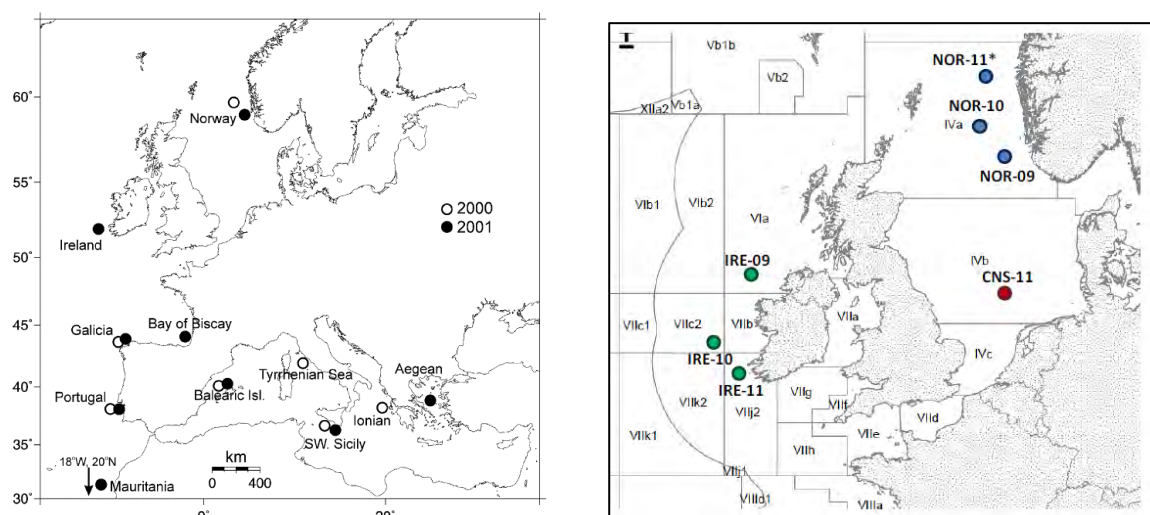 60°
55°
50°
45°
40°
35°
30°
Norway
2000
2001
Ireland
Galicia
Bay of Biscay
Tyrrhenian Sea
Aegean
Portugal
Balearic Isl.
Ionian
SW. Sicily
18°W, 20°N
km
0 200 400
Mauritania
Vb1b
NOR-11*
Vb2
XIIa2
Vb1a
NOR-10
IVa
NOR-09
VIb1
VIb2
VIa
IRE-09
IVb
CNS-11
VIIc1
VIIc2
VIIb
VIIa
IRE-10
IVc
IRE-11
VIIk2
VIIj2
VIIg
VIIf
VIId
VIIk1
VIIh
VIIe
VIIj1
VIIId1
VIIIa